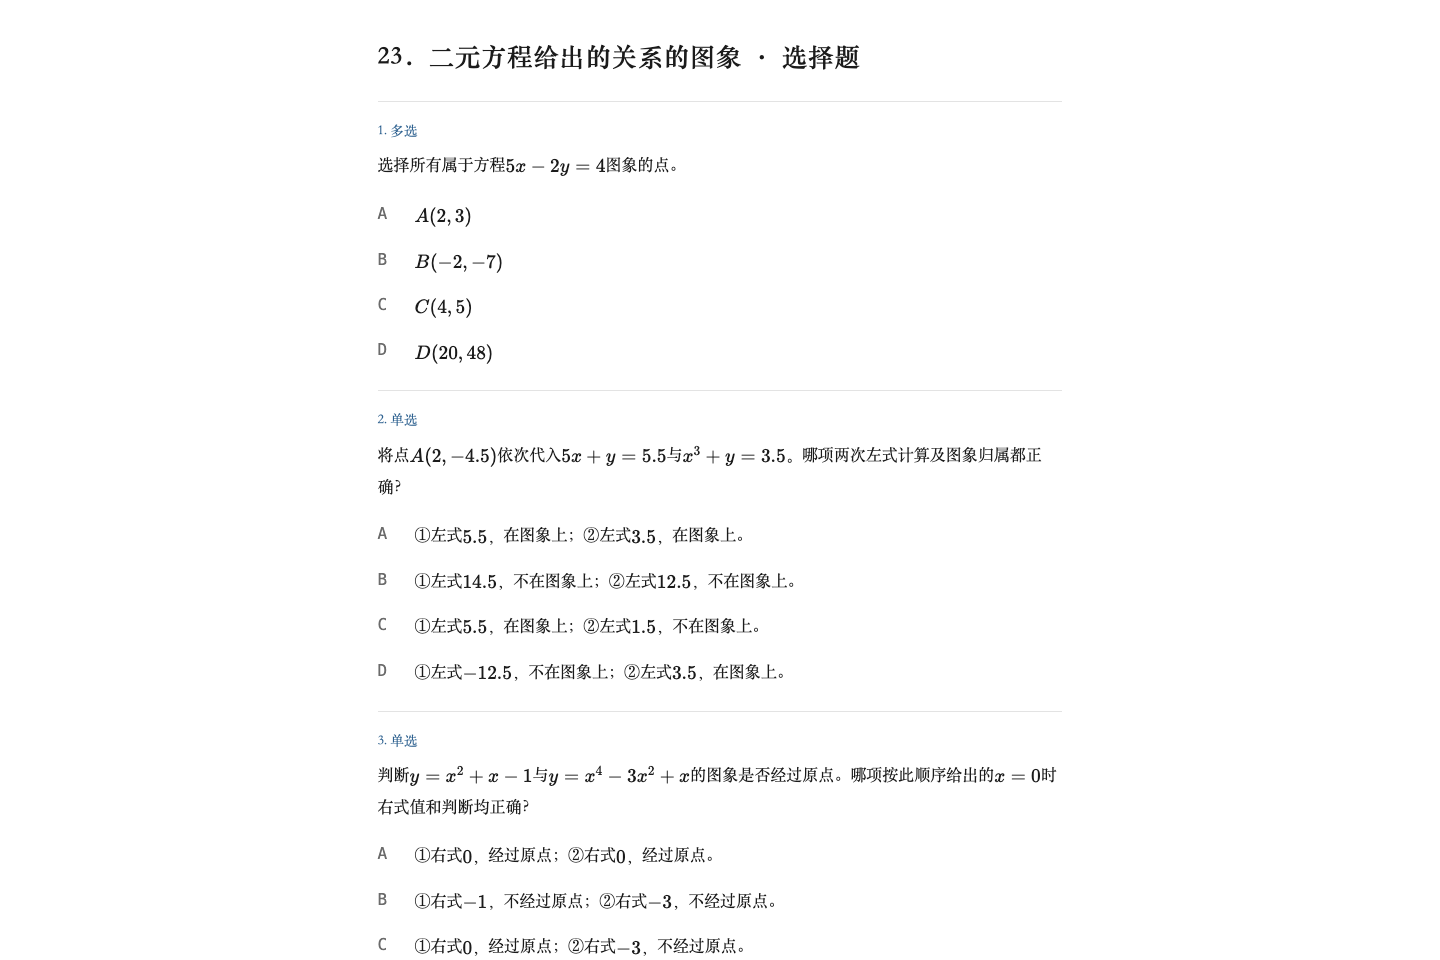 23．二元方程给出的关系的图象 · 选择题
1. 多选
选择所有属于方程5x − 2y = 4图象的点。
A A(2, 3)
B B(−2, −7)
C C(4, 5)
D D(20, 48)
2. 单选
将点A(2, −4.5)依次代入5x + y = 5.5与x³ + y = 3.5。哪项两次左式计算及图象归属都正
确？
A ①左式5.5，在图象上；②左式3.5，在图象上。
B ①左式14.5，不在图象上；②左式12.5，不在图象上。
C ①左式5.5，在图象上；②左式1.5，不在图象上。
D ①左式−12.5，不在图象上；②左式3.5，在图象上。
3. 单选
判断y = x² + x − 1与y = x⁴ − 3x² + x的图象是否经过原点。哪项按此顺序给出的x = 0时
右式值和判断均正确？
A ①右式0，经过原点；②右式0，经过原点。
B ①右式−1，不经过原点；②右式−3，不经过原点。
C ①右式0，经过原点；②右式−3，不经过原点。